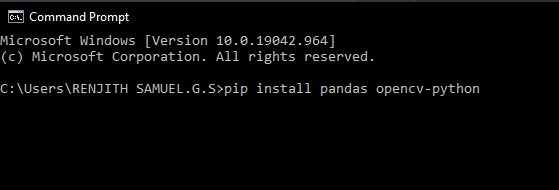 Command Prompt
Microsoft Windows [Version 10.0.19042.964]
(c) Microsoft Corporation. All rights reserved.
C:\Users\RENJITH SAMUEL.G.S>pip install pandas opencv-python